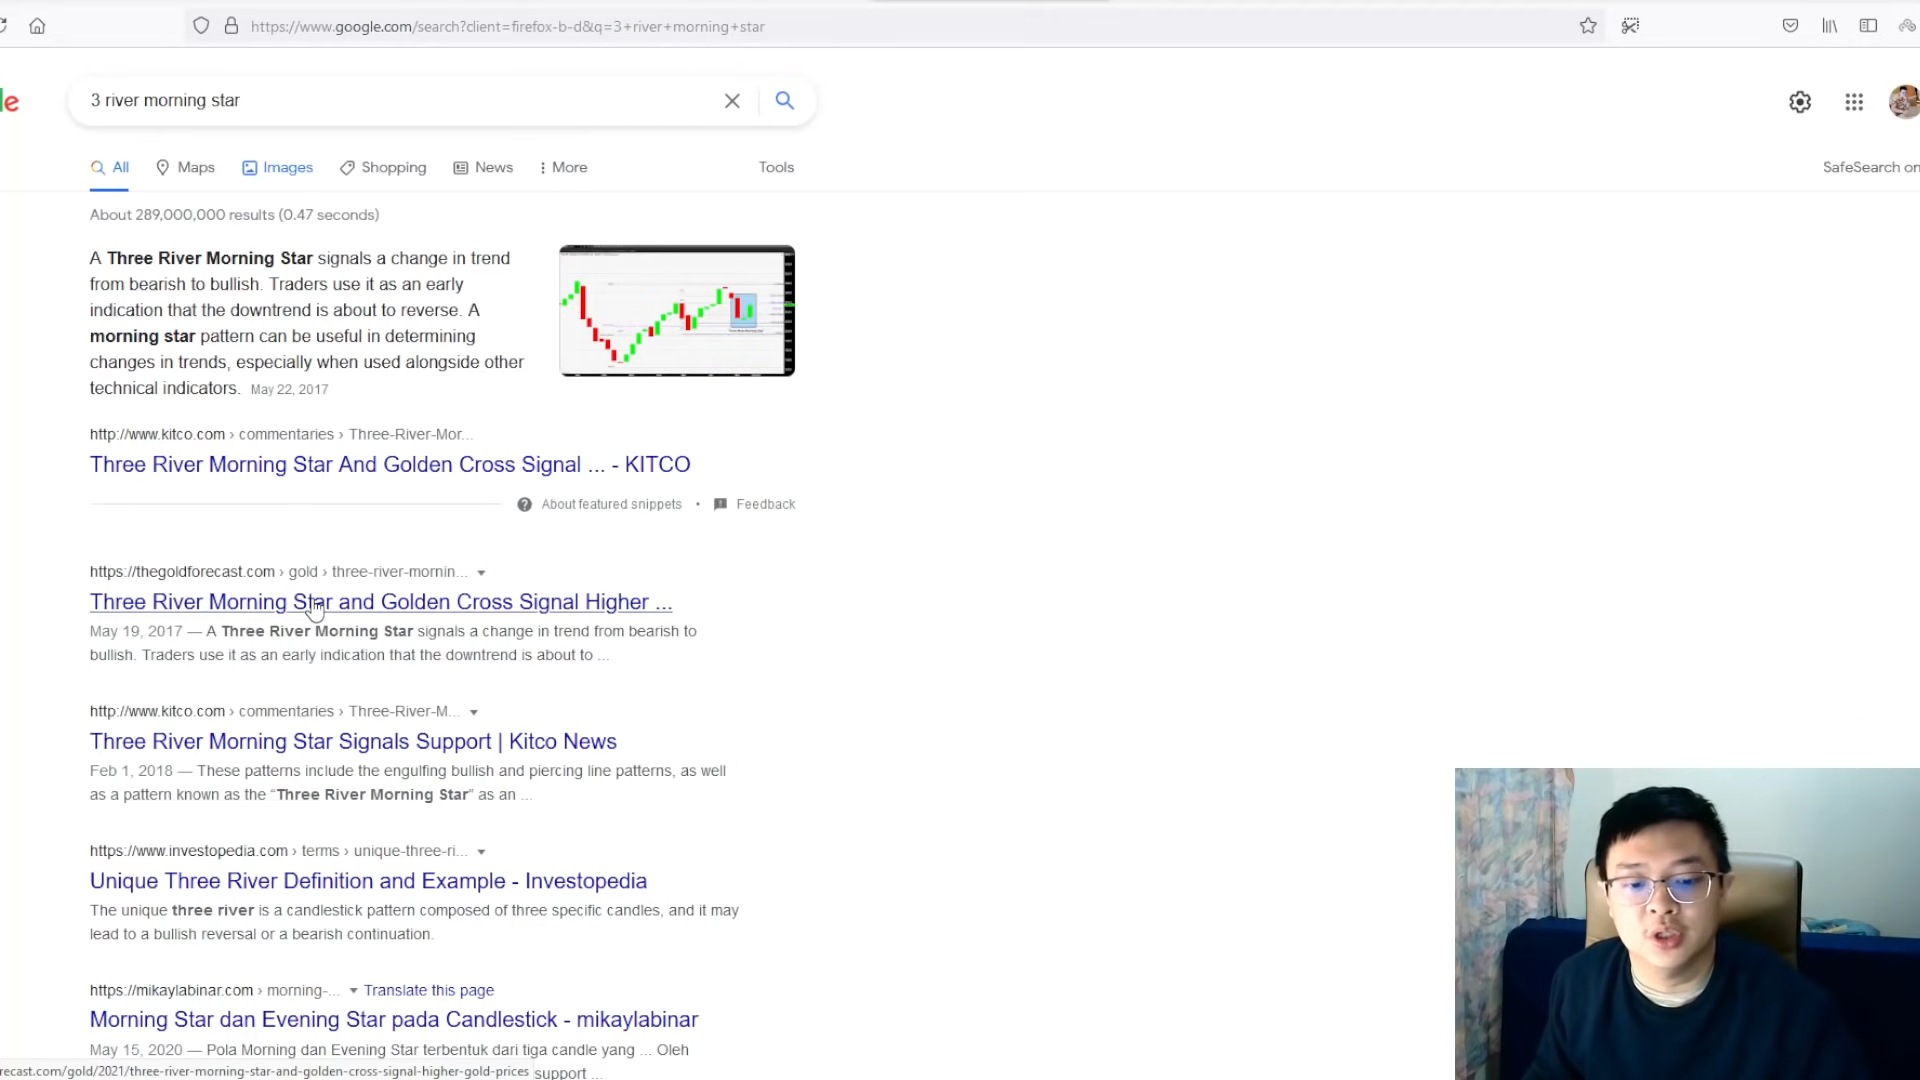 https://www.google.com/search?client=firefox-b-d&q=3+river+morning+star
le
3 river morning star
All Maps Images Shopping News More Tools SafeSearch on
About 289,000,000 results (0.47 seconds)
A Three River Morning Star signals a change in trend
from bearish to bullish. Traders use it as an early
indication that the downtrend is about to reverse. A
morning star pattern can be useful in determining
changes in trends, especially when used alongside other
technical indicators. May 22, 2017
http://www.kitco.com › commentaries › Three-River-Mor...
Three River Morning Star And Golden Cross Signal ... - KITCO
About featured snippets • Feedback
https://thegoldforecast.com › gold › three-river-mornin...
Three River Morning Star and Golden Cross Signal Higher ...
May 19, 2017 — A Three River Morning Star signals a change in trend from bearish to
bullish. Traders use it as an early indication that the downtrend is about to ...
http://www.kitco.com › commentaries › Three-River-M...
Three River Morning Star Signals Support | Kitco News
Feb 1, 2018 — These patterns include the engulfing bullish and piercing line patterns, as well
as a pattern known as the “Three River Morning Star” as an ...
https://www.investopedia.com › terms › unique-three-ri...
Unique Three River Definition and Example - Investopedia
The unique three river is a candlestick pattern composed of three specific candles, and it may
lead to a bullish reversal or a bearish continuation.
https://mikaylabinar.com › morning-... Translate this page
Morning Star dan Evening Star pada Candlestick - mikaylabinar
May 15, 2020 — Pola Morning dan Evening Star terbentuk dari tiga candle yang ... Oleh
recast.com/gold/2021/three-river-morning-star-and-golden-cross-signal-higher-gold-prices support ...